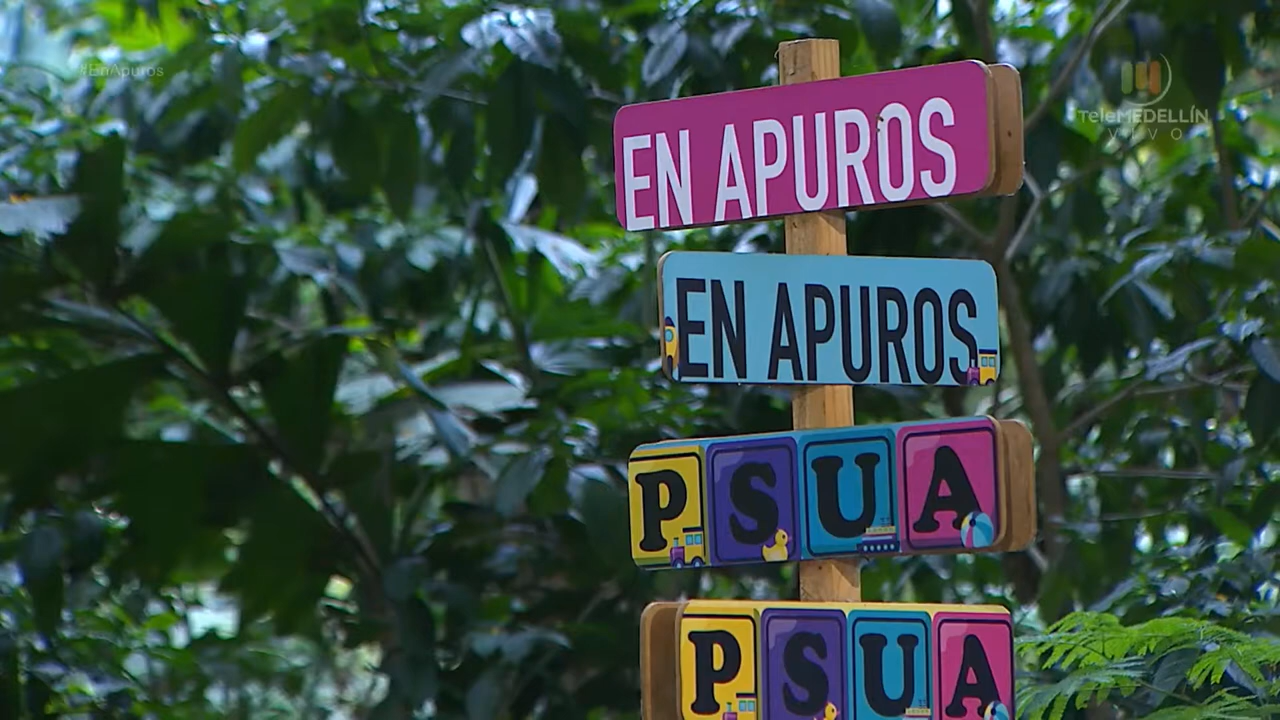 #EnApuros
TeleMEDELLÍN
VIVO
EN APUROS
EN APUROS
PSUA
PSUA